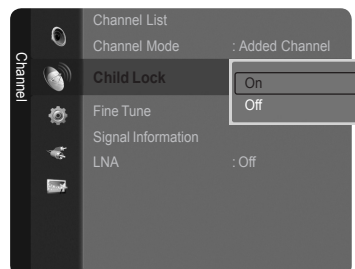 Channel
Channel List
Channel Mode : Added Channel
Child Lock
On
Off
Fine Tune
Signal Information
LNA : Off